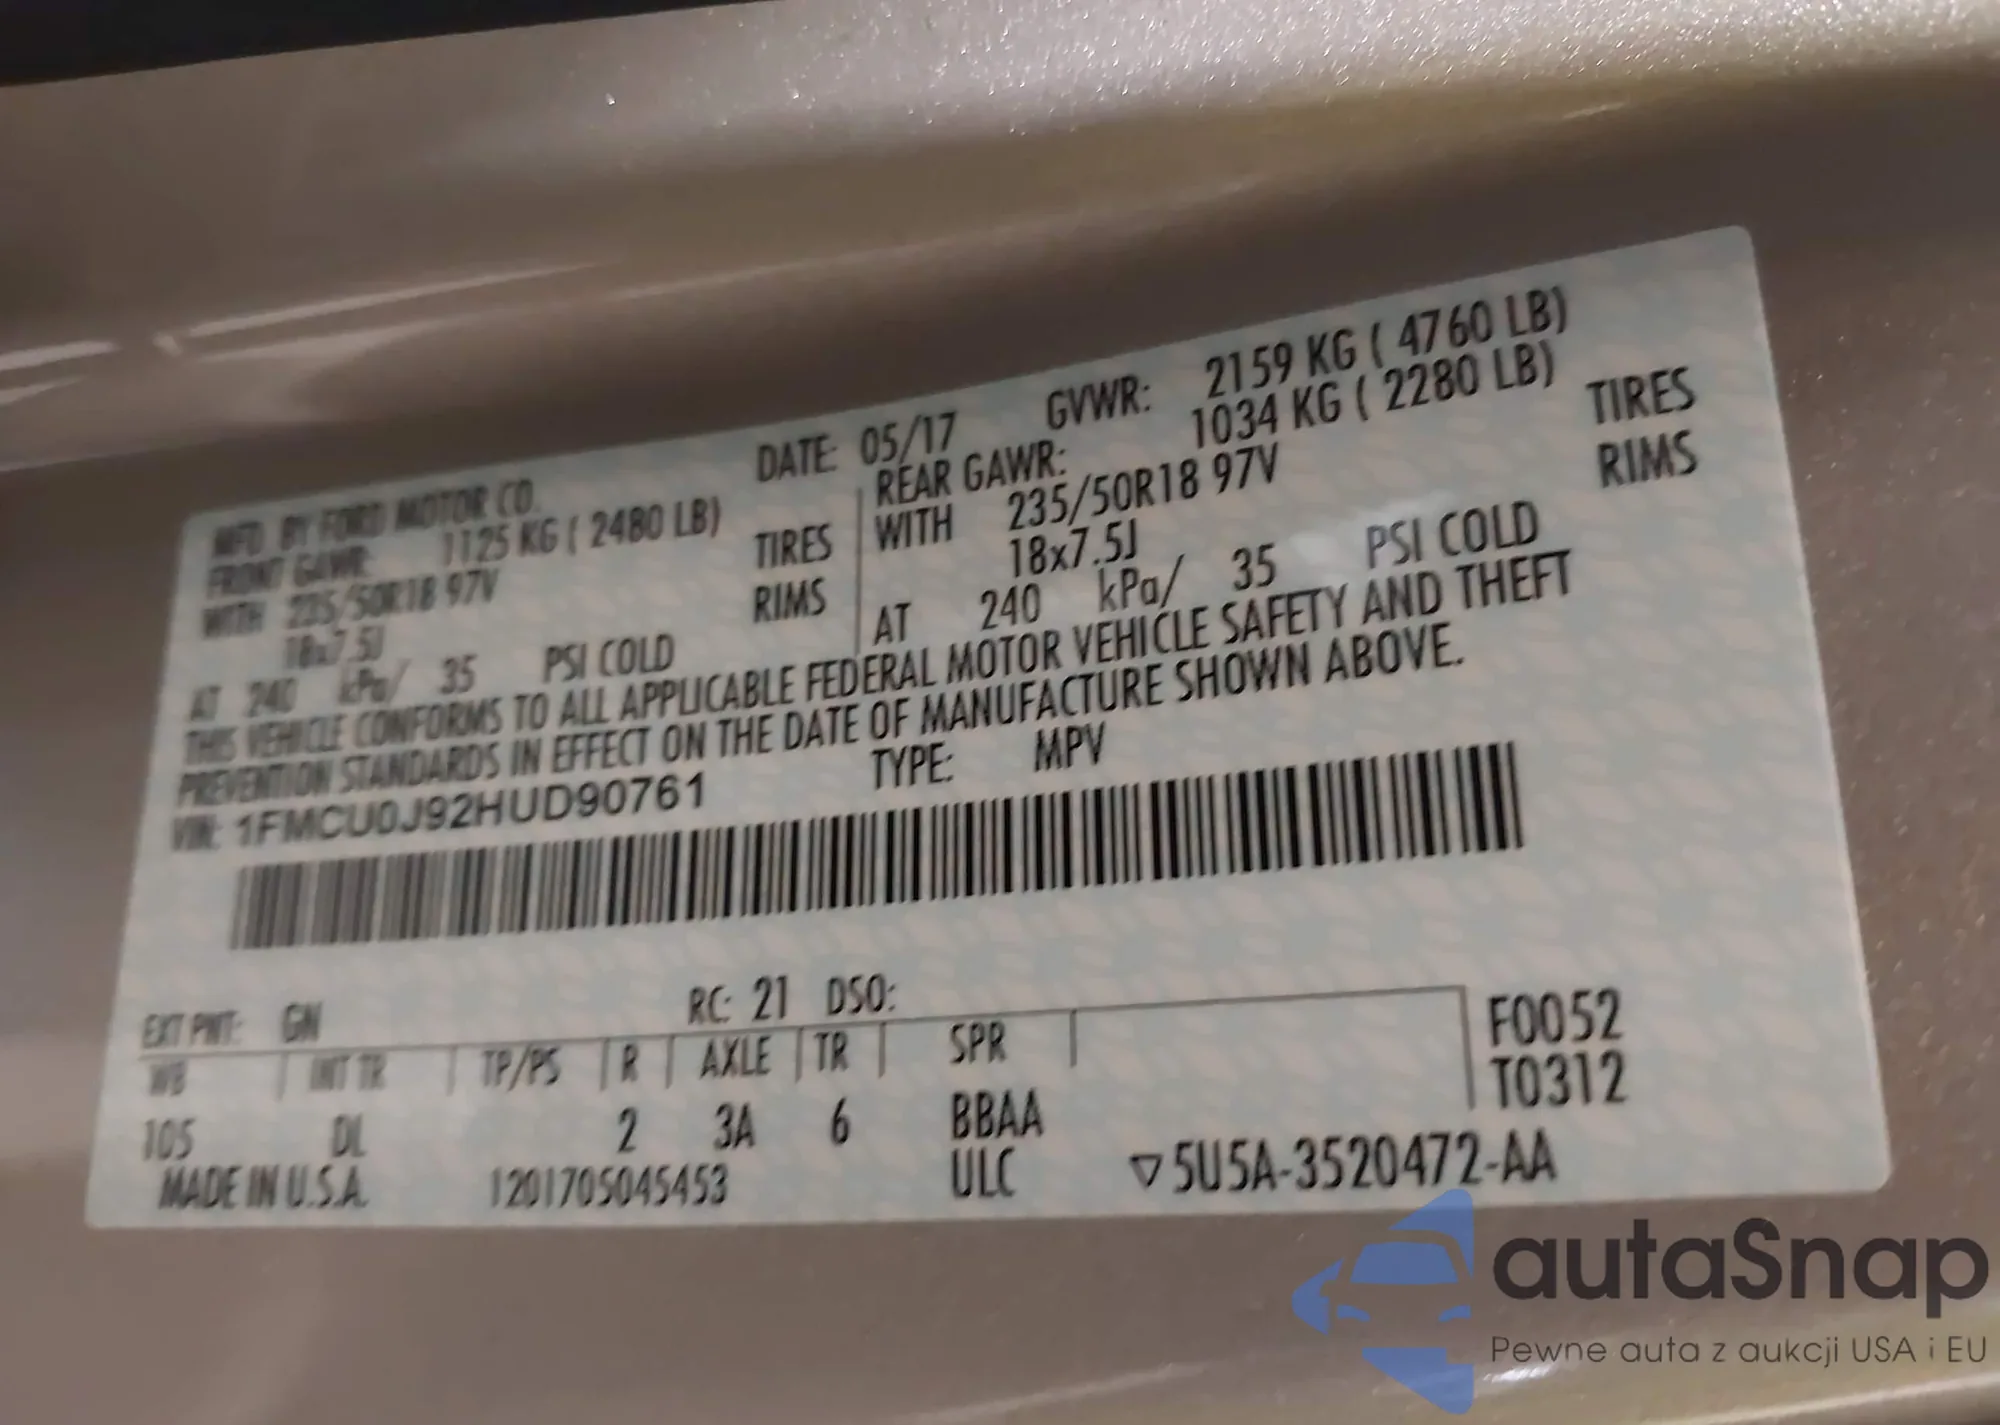 MFD. BY FORD MOTOR CO. DATE: 05/17 GVWR: 2159 KG ( 4760 LB)
FRONT GAWR: 1125 KG ( 2480 LB) REAR GAWR: 1034 KG ( 2280 LB)
WITH 235/50R18 97V TIRES WITH 235/50R18 97V TIRES
18x7.5J RIMS 18x7.5J RIMS
AT 240 kPa/ 35 PSI COLD AT 240 kPa/ 35 PSI COLD
THIS VEHICLE CONFORMS TO ALL APPLICABLE FEDERAL MOTOR VEHICLE SAFETY AND THEFT
PREVENTION STANDARDS IN EFFECT ON THE DATE OF MANUFACTURE SHOWN ABOVE.
VIN: 1FMCU0J92HUD90761 TYPE: MPV
EXT PNT: GN RC: 21 DSO: F0052
WB INT TR TP/PS R AXLE TR SPR T0312
105 DL 2 3A 6 BBAA
MADE IN U.S.A. 1201705045453 ULC ▽5U5A-3520472-AA
autaSnap
Pewne auta z aukcji USA i EU